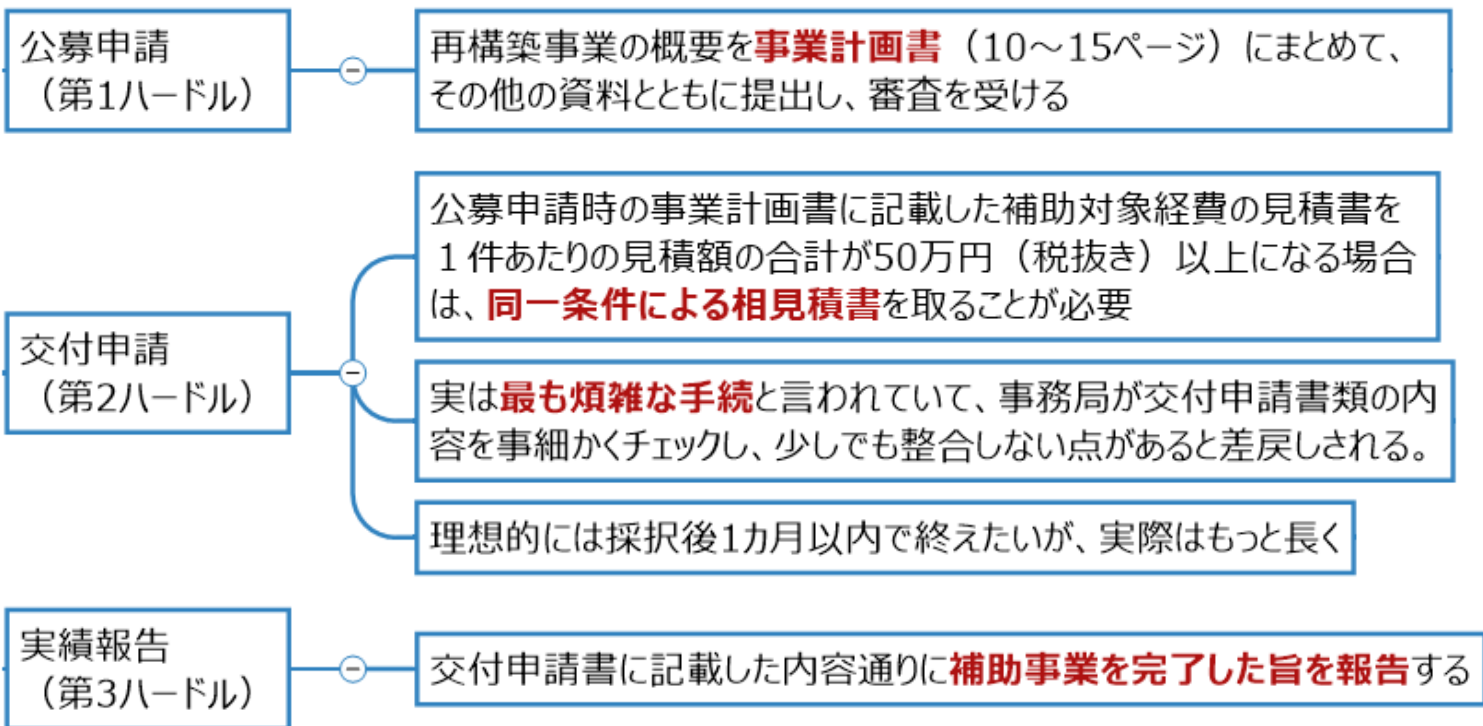 公募申請
（第1ハードル）
再構築事業の概要を事業計画書（10～15ページ）にまとめて、
その他の資料とともに提出し、審査を受ける
公募申請時の事業計画書に記載した補助対象経費の見積書を
１件あたりの見積額の合計が50万円（税抜き）以上になる場合
は、同一条件による相見積書を取ることが必要
交付申請
（第2ハードル）
実は最も煩雑な手続と言われていて、事務局が交付申請書類の内
容を事細かくチェックし、少しでも整合しない点があると差戻しされる。
理想的には採択後1カ月以内で終えたいが、実際はもっと長く
実績報告
（第3ハードル）
交付申請書に記載した内容通りに補助事業を完了した旨を報告する